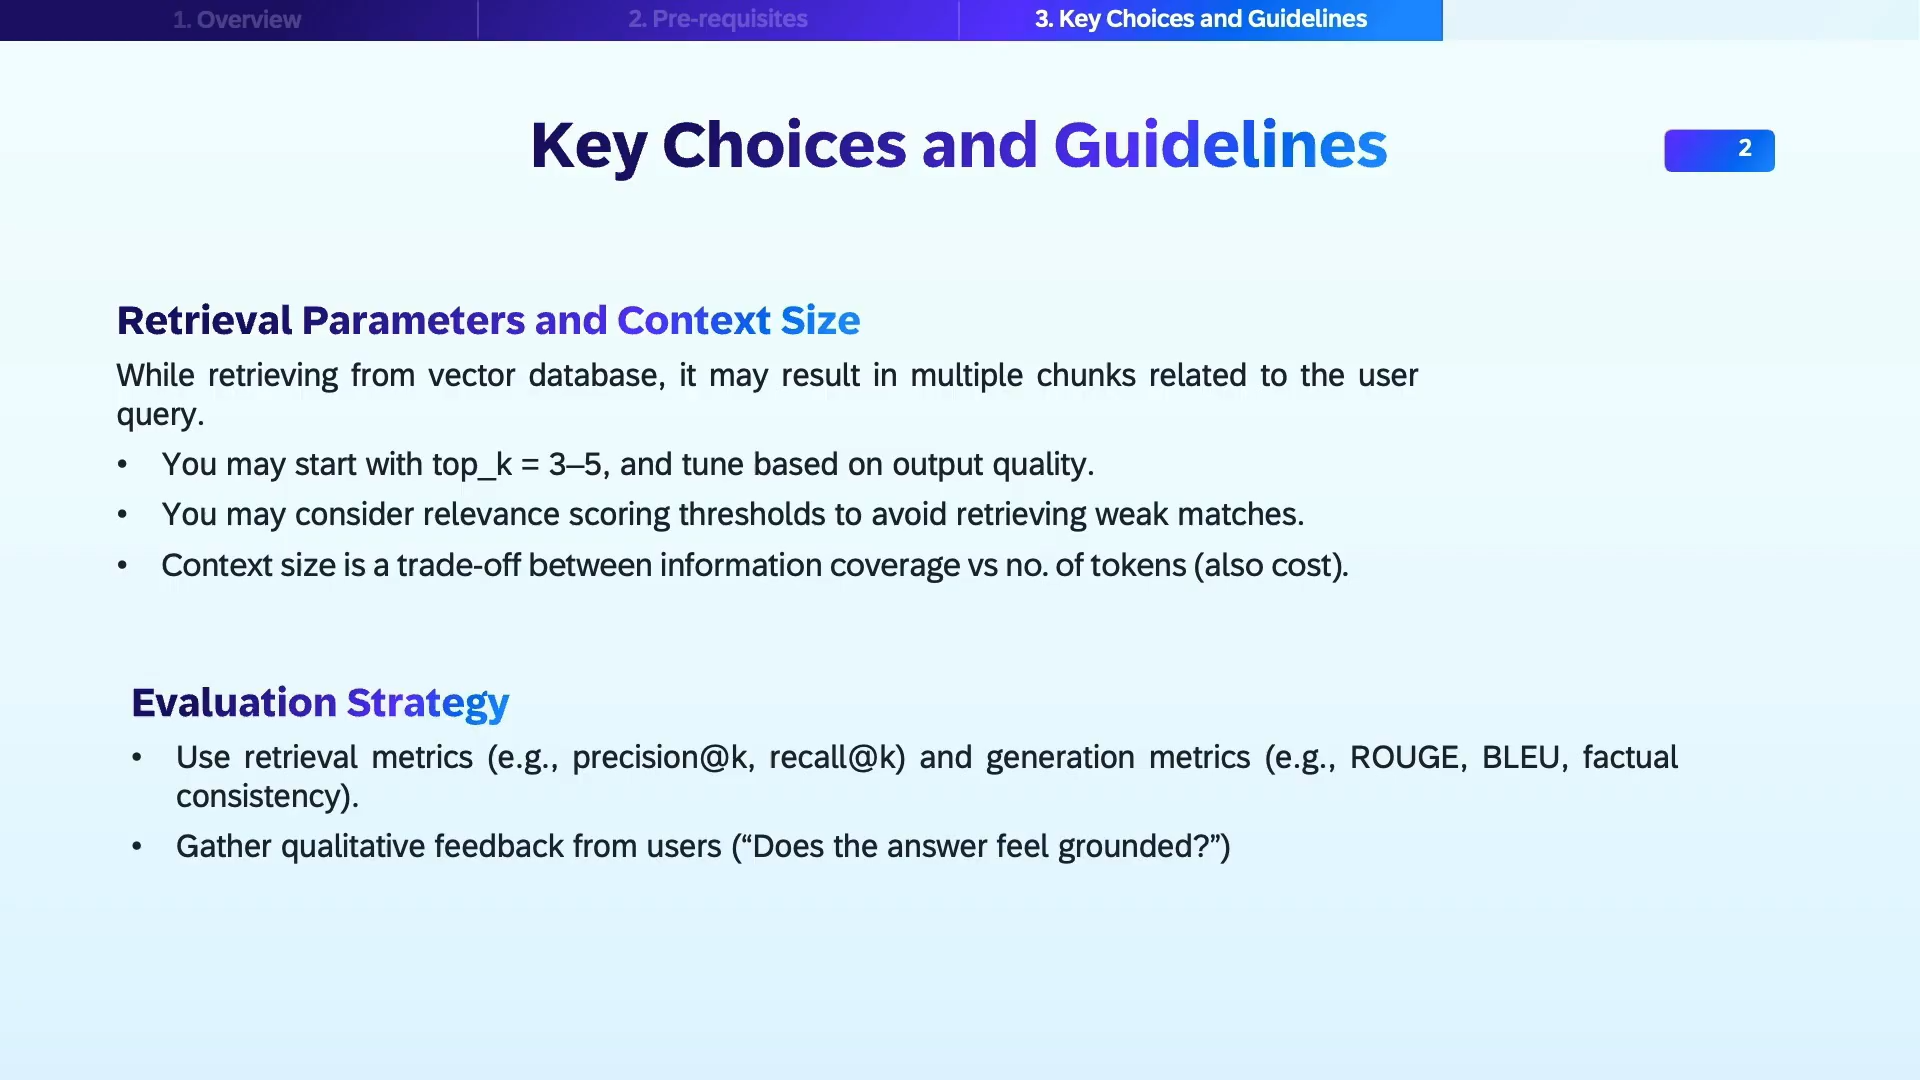 1. Overview
2. Pre-requisites
3. Key Choices and Guidelines
Key Choices and Guidelines
2
Retrieval Parameters and Context Size
While retrieving from vector database, it may result in multiple chunks related to the user
query.
• You may start with top_k = 3–5, and tune based on output quality.
• You may consider relevance scoring thresholds to avoid retrieving weak matches.
• Context size is a trade-off between information coverage vs no. of tokens (also cost).
Evaluation Strategy
• Use retrieval metrics (e.g., precision@k, recall@k) and generation metrics (e.g., ROUGE, BLEU, factual
consistency).
• Gather qualitative feedback from users (“Does the answer feel grounded?”)